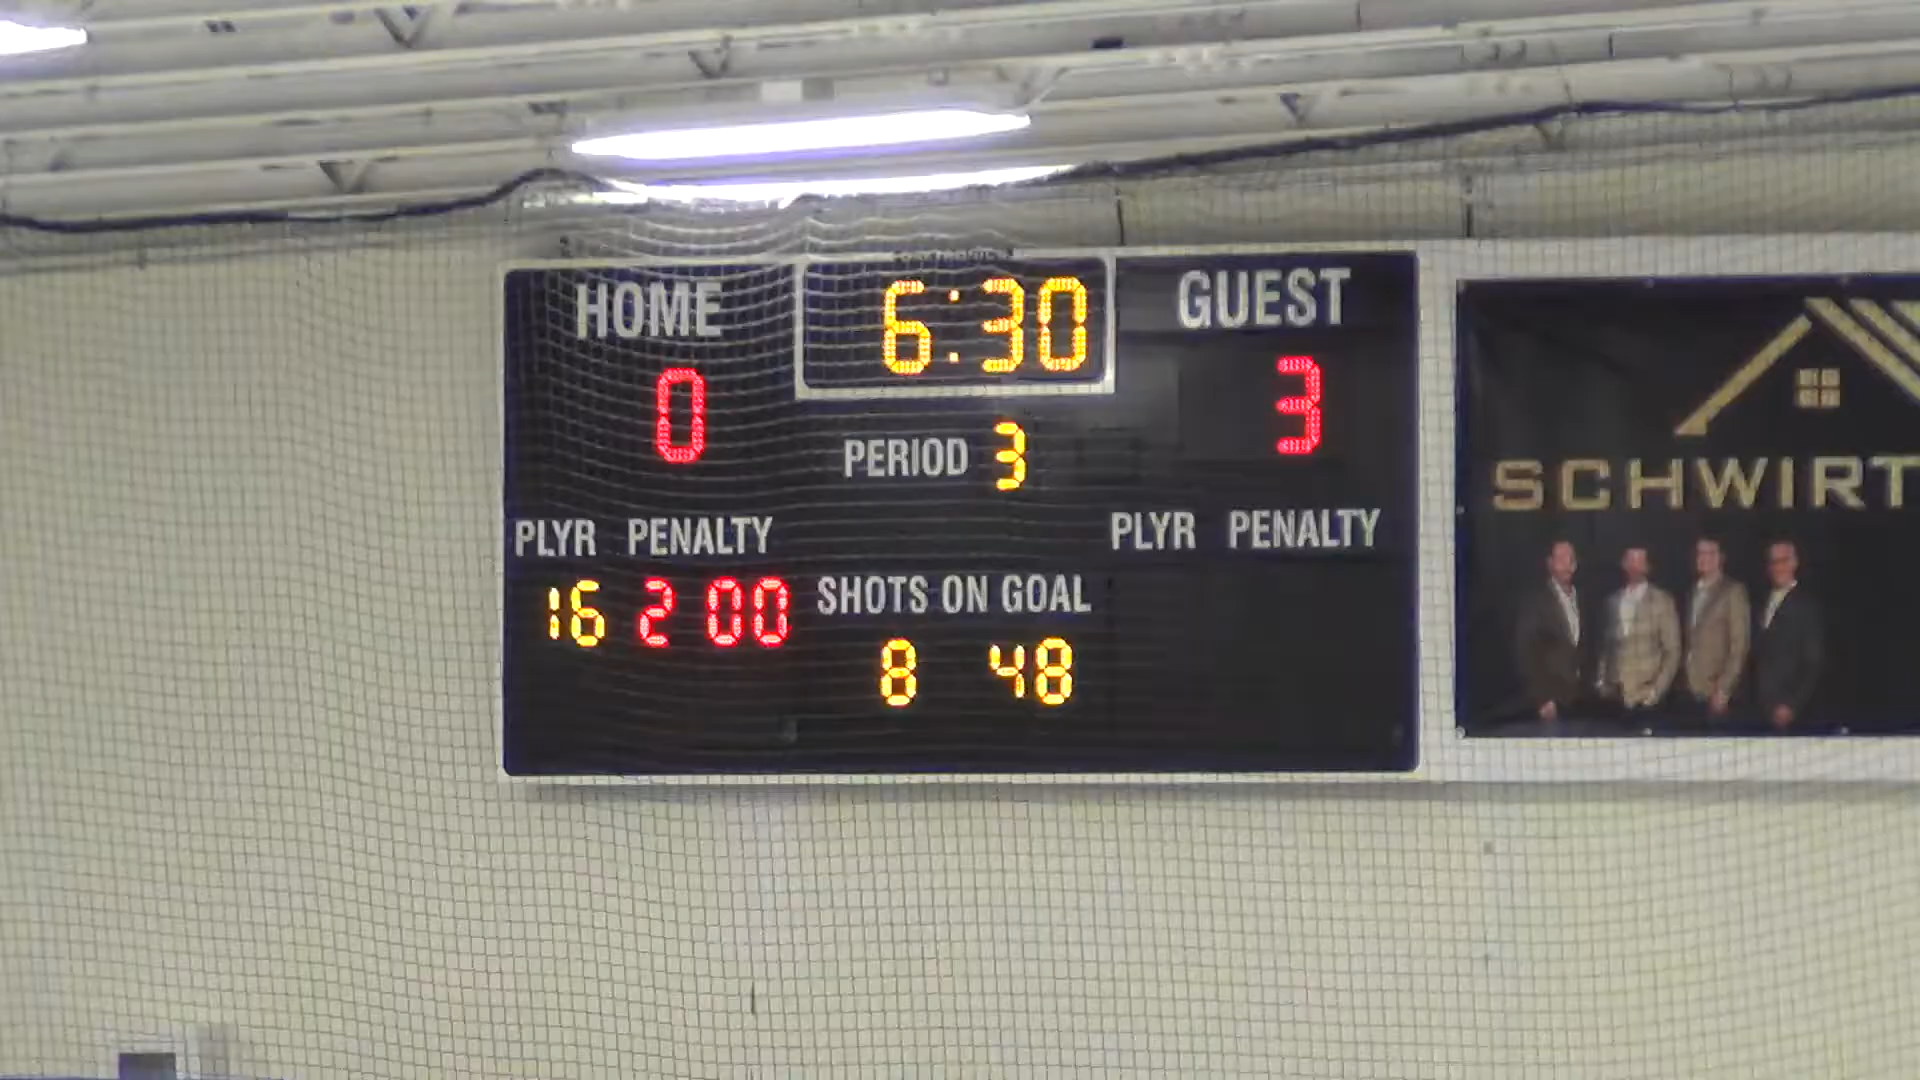 HOME 6:30 GUEST
0 3
PERIOD 3
PLYR PENALTY PLYR PENALTY
16 2 00
SHOTS ON GOAL
8 48
SCHWIRT